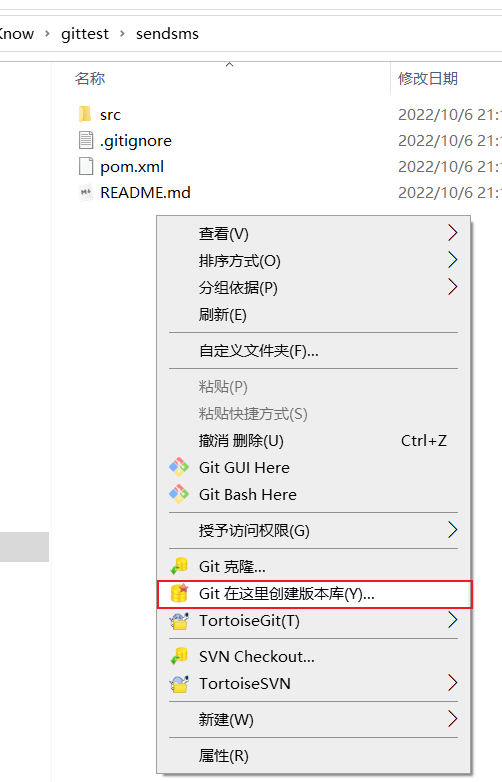 Know › gittest › sendsms
名称 修改日期
src 2022/10/6 21:
.gitignore 2022/10/6 21:
pom.xml 2022/10/6 21:
README.md 2022/10/6 21:
查看(V)
排序方式(O)
分组依据(P)
刷新(E)
自定义文件夹(F)...
粘贴(P)
粘贴快捷方式(S)
撤消 删除(U) Ctrl+Z
Git GUI Here
Git Bash Here
授予访问权限(G)
Git 克隆...
Git 在这里创建版本库(Y)...
TortoiseGit(T)
SVN Checkout...
TortoiseSVN
新建(W)
属性(R)